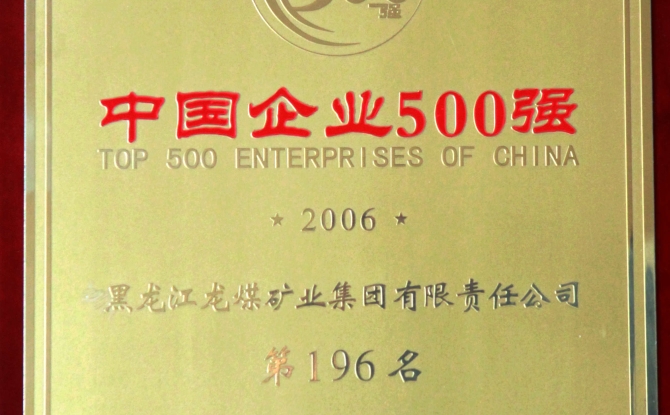 中国企业500强
TOP 500 ENTERPRISES OF CHINA
★ 2006 ★
黑龙江龙煤矿业集团有限责任公司
第196名